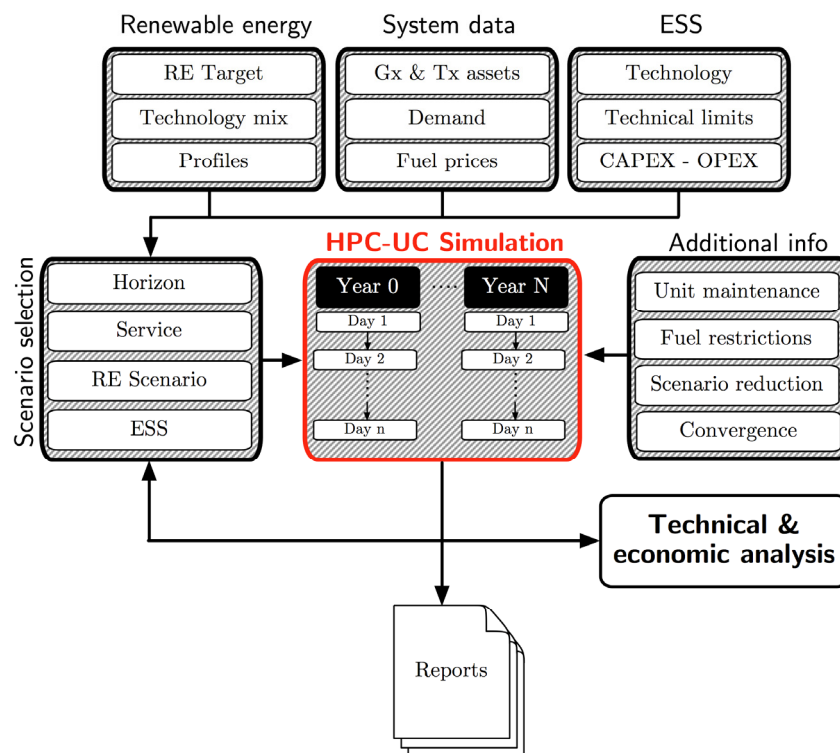 Renewable energy
RE Target
Technology mix
Profiles
System data
Gx & Tx assets
Demand
Fuel prices
ESS
Technology
Technical limits
CAPEX - OPEX
Scenario selection
Horizon
Service
RE Scenario
ESS
HPC-UC Simulation
Year 0
Day 1
Day 2
Day n
Year N
Day 1
Day 2
Day n
Additional info
Unit maintenance
Fuel restrictions
Scenario reduction
Convergence
Technical &
economic analysis
Reports